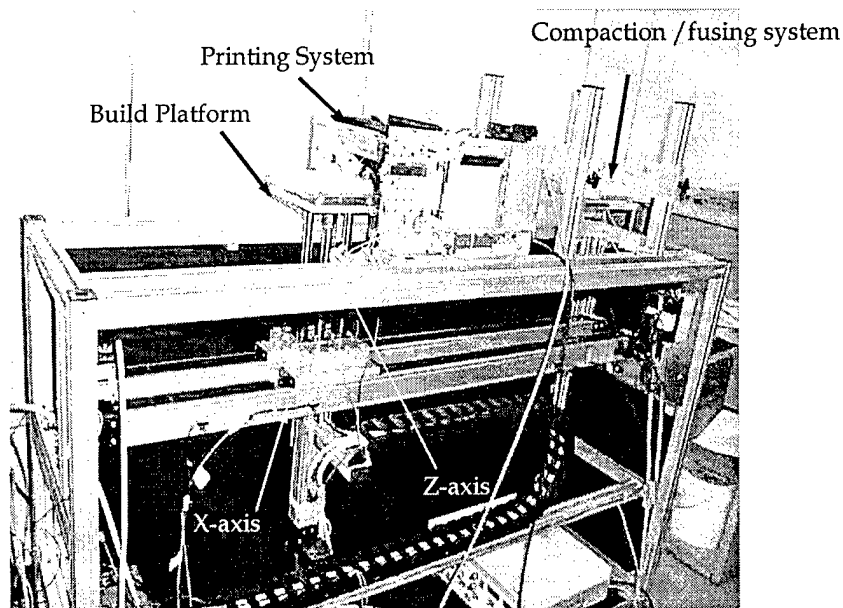 Compaction / fusing system
Printing System
Build Platform
Z-axis
X-axis